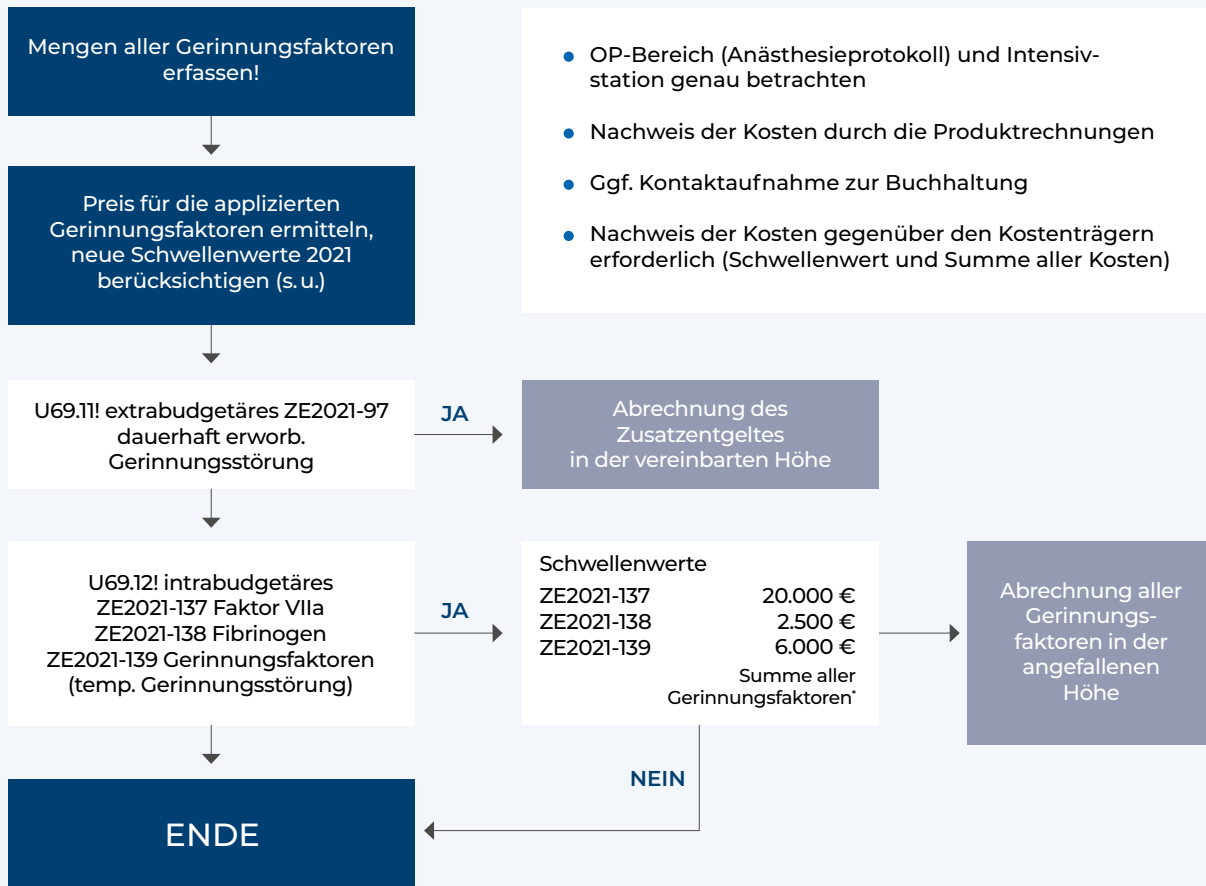 Mengen aller Gerinnungsfaktoren
erfassen!
Preis für die applizierten
Gerinnungsfaktoren ermitteln,
neue Schwellenwerte 2021
berücksichtigen (s. u.)
• OP-Bereich (Anästhesieprotokoll) und Intensiv-
station genau betrachten
• Nachweis der Kosten durch die Produktrechnungen
• Ggf. Kontaktaufnahme zur Buchhaltung
• Nachweis der Kosten gegenüber den Kostenträgern
erforderlich (Schwellenwert und Summe aller Kosten)
U69.11! extrabudgetäres ZE2021-97
dauerhaft erworb.
Gerinnungsstörung
JA
Abrechnung des
Zusatzentgeltes
in der vereinbarten Höhe
U69.12! intrabudgetäres
ZE2021-137 Faktor VIIa
ZE2021-138 Fibrinogen
ZE2021-139 Gerinnungsfaktoren
(temp. Gerinnungsstörung)
JA
Schwellenwerte
ZE2021-137 20.000 €
ZE2021-138 2.500 €
ZE2021-139 6.000 €
Summe aller
Gerinnungsfaktoren*
Abrechnung aller
Gerinnungs-
faktoren in der
angefallenen
Höhe
NEIN
ENDE